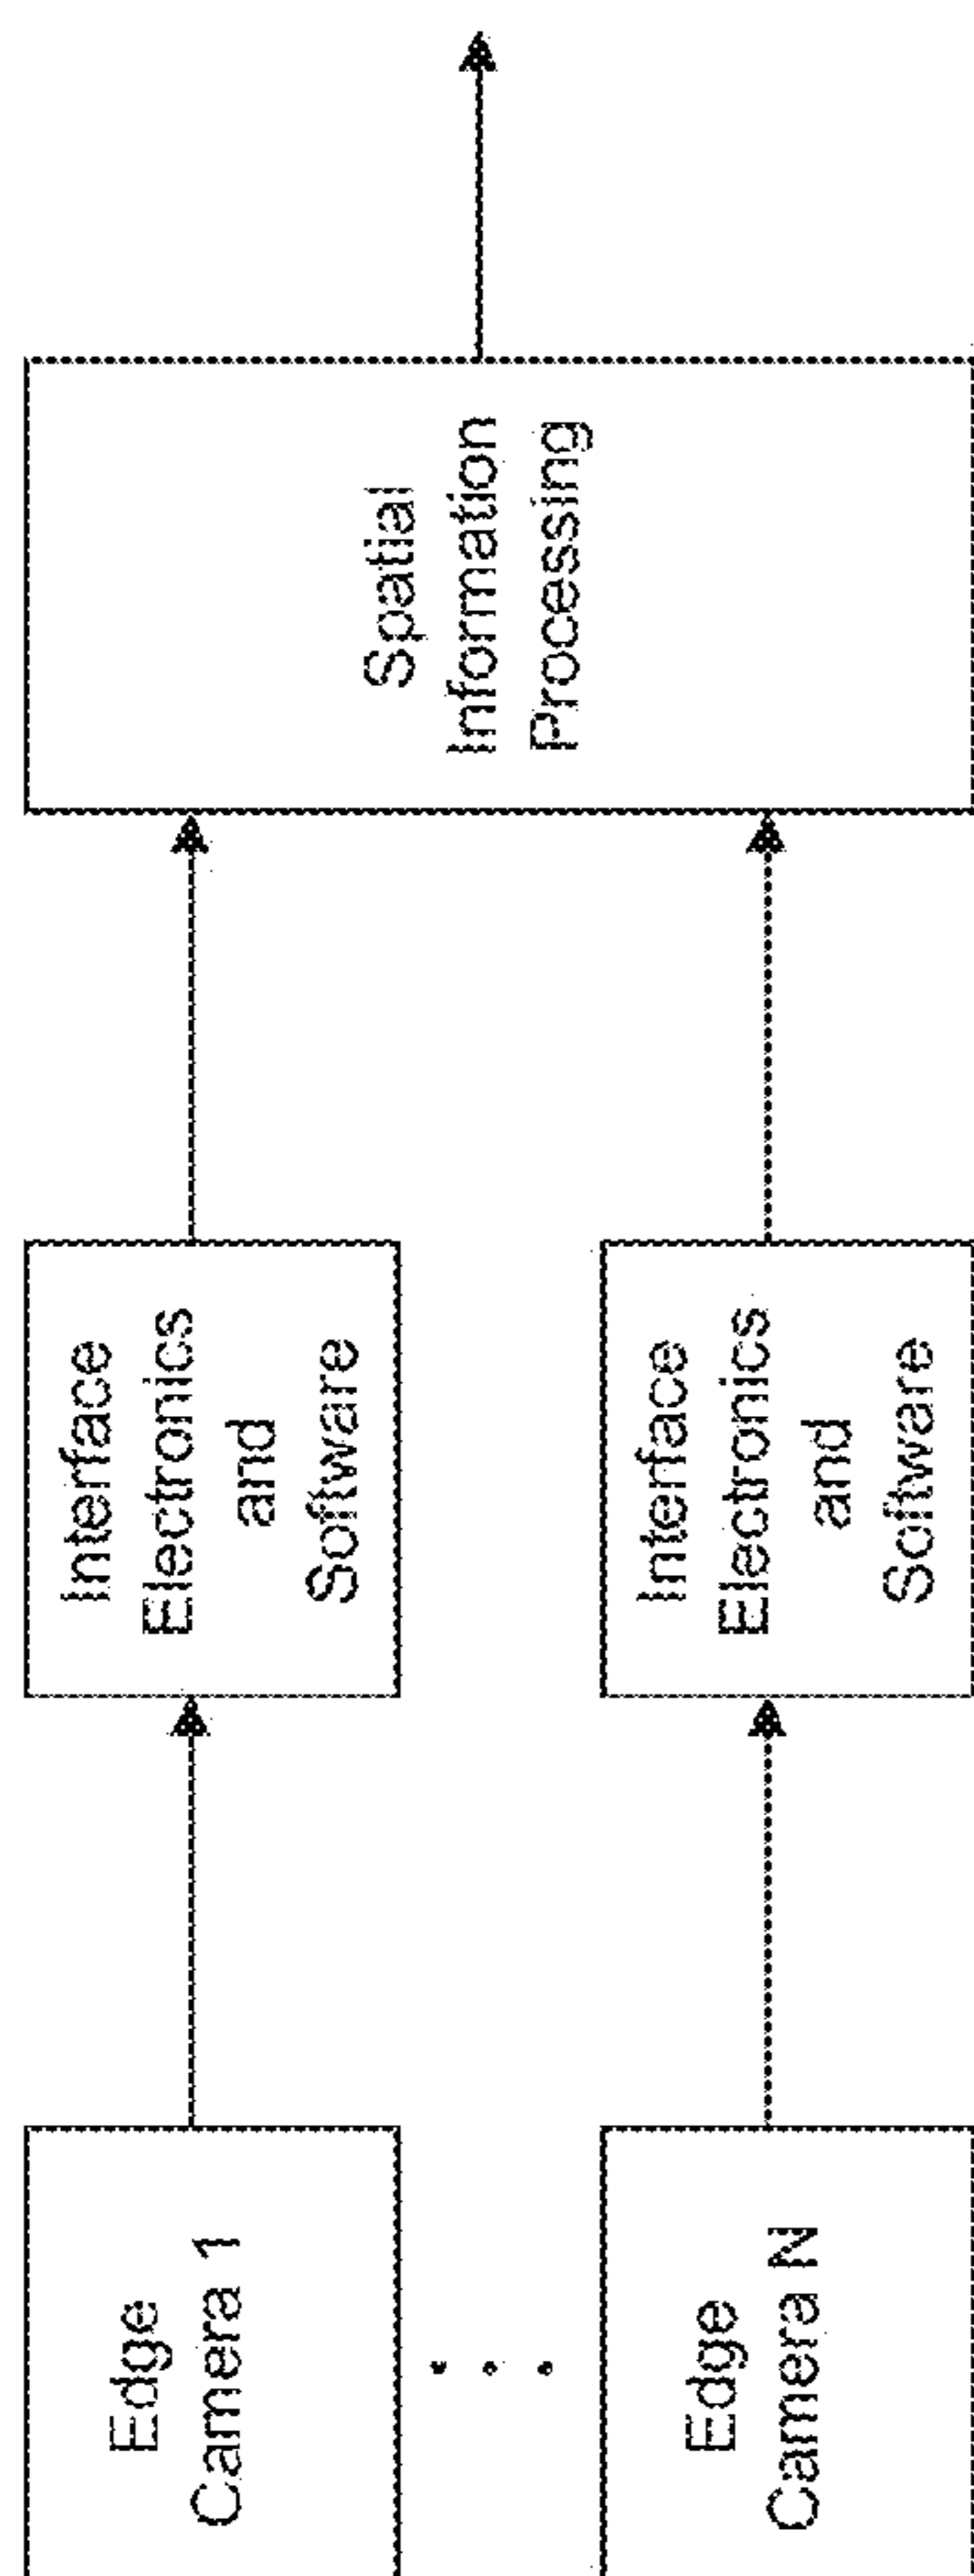 Edge
Camera 1
Interface
Electronics
and
Software
Spatial
Information
Processing
Edge
Camera N
Interface
Electronics
and
Software